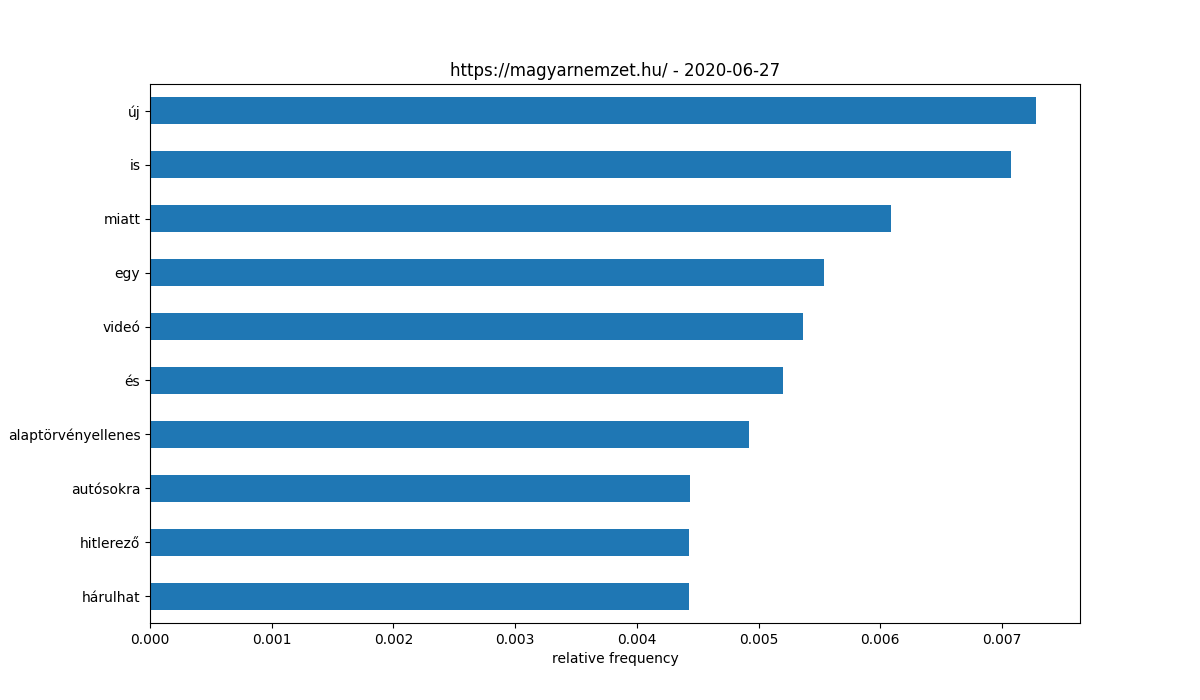 https://magyarnemzet.hu/ - 2020-06-27
új
is
miatt
egy
videó
és
alaptörvényellenes
autósokra
hitlerező
hárulhat
0.000 0.001 0.002 0.003 0.004 0.005 0.006 0.007
relative frequency